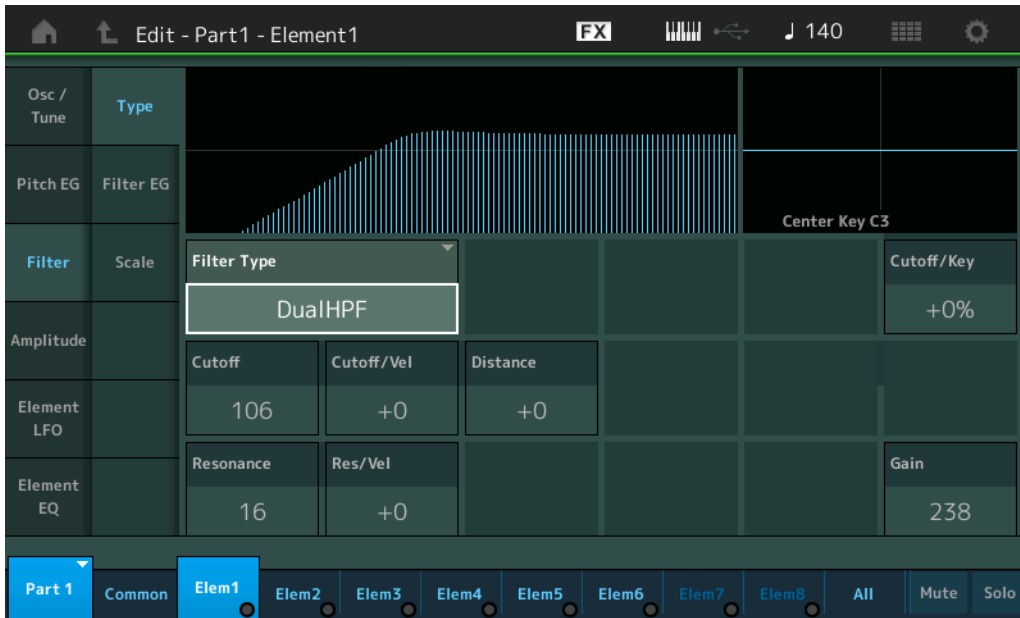 Edit - Part1 - Element1
FX
♩ 140
Osc /
Tune
Type
Pitch EG
Filter EG
Filter
Scale
Amplitude
Element
LFO
Element
EQ
Center Key C3
Filter Type
DualHPF
Cutoff/Key
+0%
Cutoff
Cutoff/Vel
Distance
106
+0
+0
Resonance
Res/Vel
Gain
16
+0
238
Part 1
Common
Elem1
Elem2
Elem3
Elem4
Elem5
Elem6
Elem7
Elem8
All
Mute
Solo